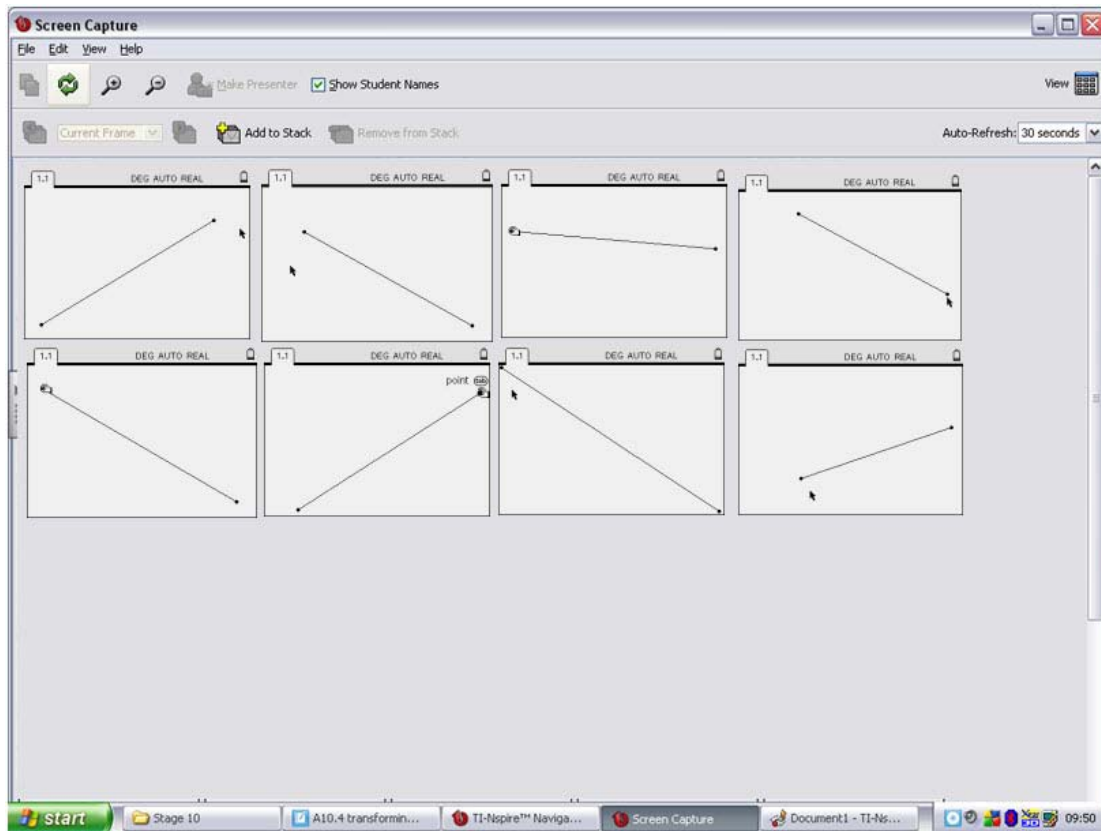 Screen Capture
File Edit View Help
Make Presenter Show Student Names View
Current Frame Add to Stack Remove from Stack Auto-Refresh: 30 seconds
1.1 DEG AUTO REAL 1.1 DEG AUTO REAL 1.1 DEG AUTO REAL 1.1 DEG AUTO REAL
1.1 DEG AUTO REAL 1.1 DEG AUTO REAL 1.1 DEG AUTO REAL 1.1 DEG AUTO REAL
point tab
start Stage 10 A10.4 transformin... TI-Nspire™ Naviga... Screen Capture Document1 - TI-Ns... 09:50